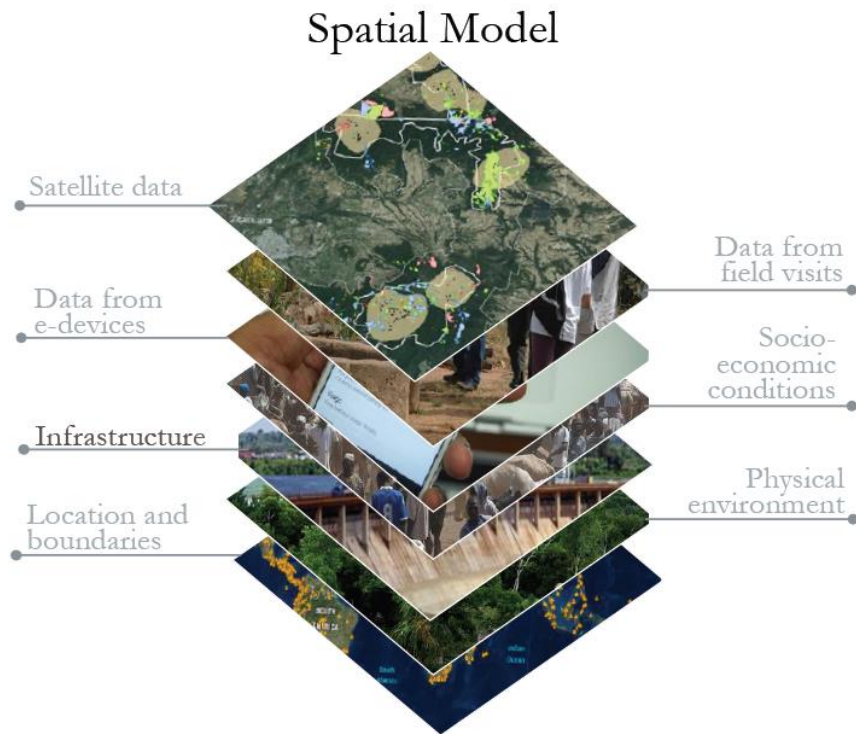 Spatial Model
Satellite data
Data from
field visits
Data from
e-devices
Socio-
economic
conditions
Infrastructure
Physical
environment
Location and
boundaries
SOUTH